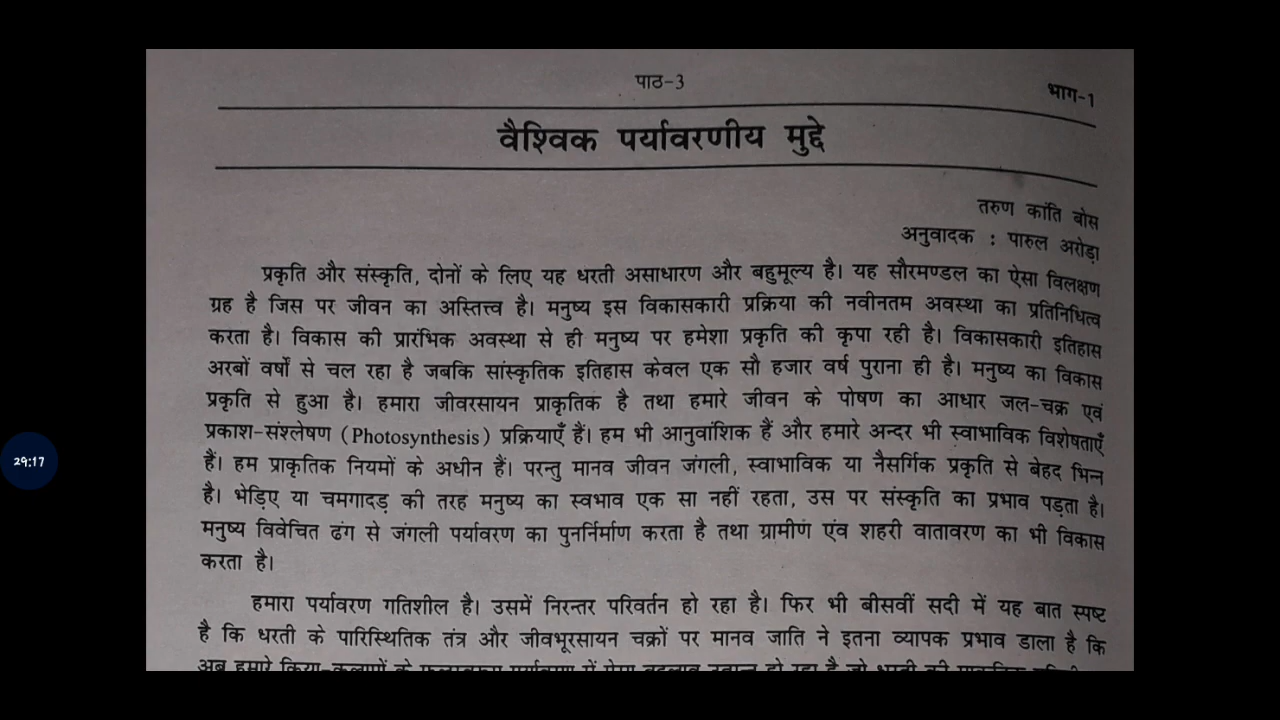 पाठ-3
भाग-1
वैश्विक पर्यावरणीय मुद्दे
तरुण कांति बोस
अनुवादक : पारुल अरोड़ा
प्रकृति और संस्कृति, दोनों के लिए यह धरती असाधारण और बहुमूल्य है। यह सौरमण्डल का ऐसा विलक्षण
ग्रह है जिस पर जीवन का अस्तित्त्व है। मनुष्य इस विकासकारी प्रक्रिया की नवीनतम अवस्था का प्रतिनिधित्व
करता है। विकास की प्रारंभिक अवस्था से ही मनुष्य पर हमेशा प्रकृति की कृपा रही है। विकासकारी इतिहास
अरबों वर्षों से चल रहा है जबकि सांस्कृतिक इतिहास केवल एक सौ हजार वर्ष पुराना ही है। मनुष्य का विकास
प्रकृति से हुआ है। हमारा जीवरसायन प्राकृतिक है तथा हमारे जीवन के पोषण का आधार जल-चक्र एवं
प्रकाश-संश्लेषण (Photosynthesis) प्रक्रियाएँ हैं। हम भी आनुवांशिक हैं और हमारे अन्दर भी स्वाभाविक विशेषताएँ
हैं। हम प्राकृतिक नियमों के अधीन हैं। परन्तु मानव जीवन जंगली, स्वाभाविक या नैसर्गिक प्रकृति से बेहद भिन्न
है। भेड़िए या चमगादड़ की तरह मनुष्य का स्वभाव एक सा नहीं रहता, उस पर संस्कृति का प्रभाव पड़ता है।
मनुष्य विवेचित ढंग से जंगली पर्यावरण का पुनर्निर्माण करता है तथा ग्रामीण एंव शहरी वातावरण का भी विकास
करता है।
हमारा पर्यावरण गतिशील है। उसमें निरन्तर परिवर्तन हो रहा है। फिर भी बीसवीं सदी में यह बात स्पष्ट
है कि धरती के पारिस्थितिक तंत्र और जीवभूरसायन चक्रों पर मानव जाति ने इतना व्यापक प्रभाव डाला है कि
अब हमारे
29:17